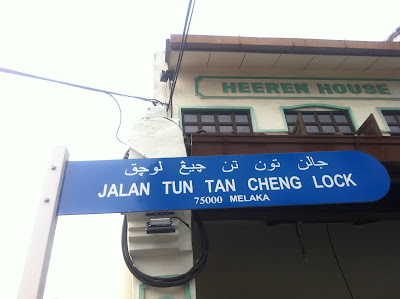 HEEREN HOUSE
جالن تون تن چيڠ لوچق
JALAN TUN TAN CHENG LOCK
75000 MELAKA